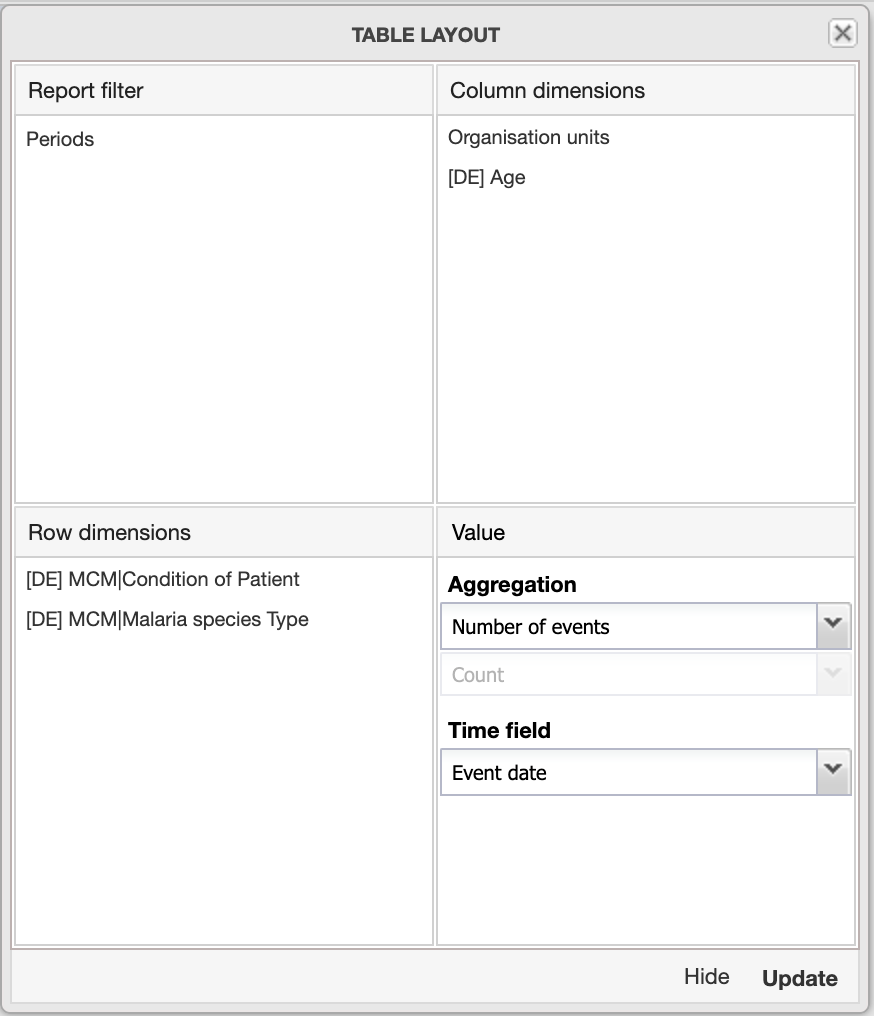 TABLE LAYOUT
Report filter
Periods
Column dimensions
Organisation units
[DE] Age
Row dimensions
[DE] MCM|Condition of Patient
[DE] MCM|Malaria species Type
Value
Aggregation
Number of events
Count
Time field
Event date
Hide
Update